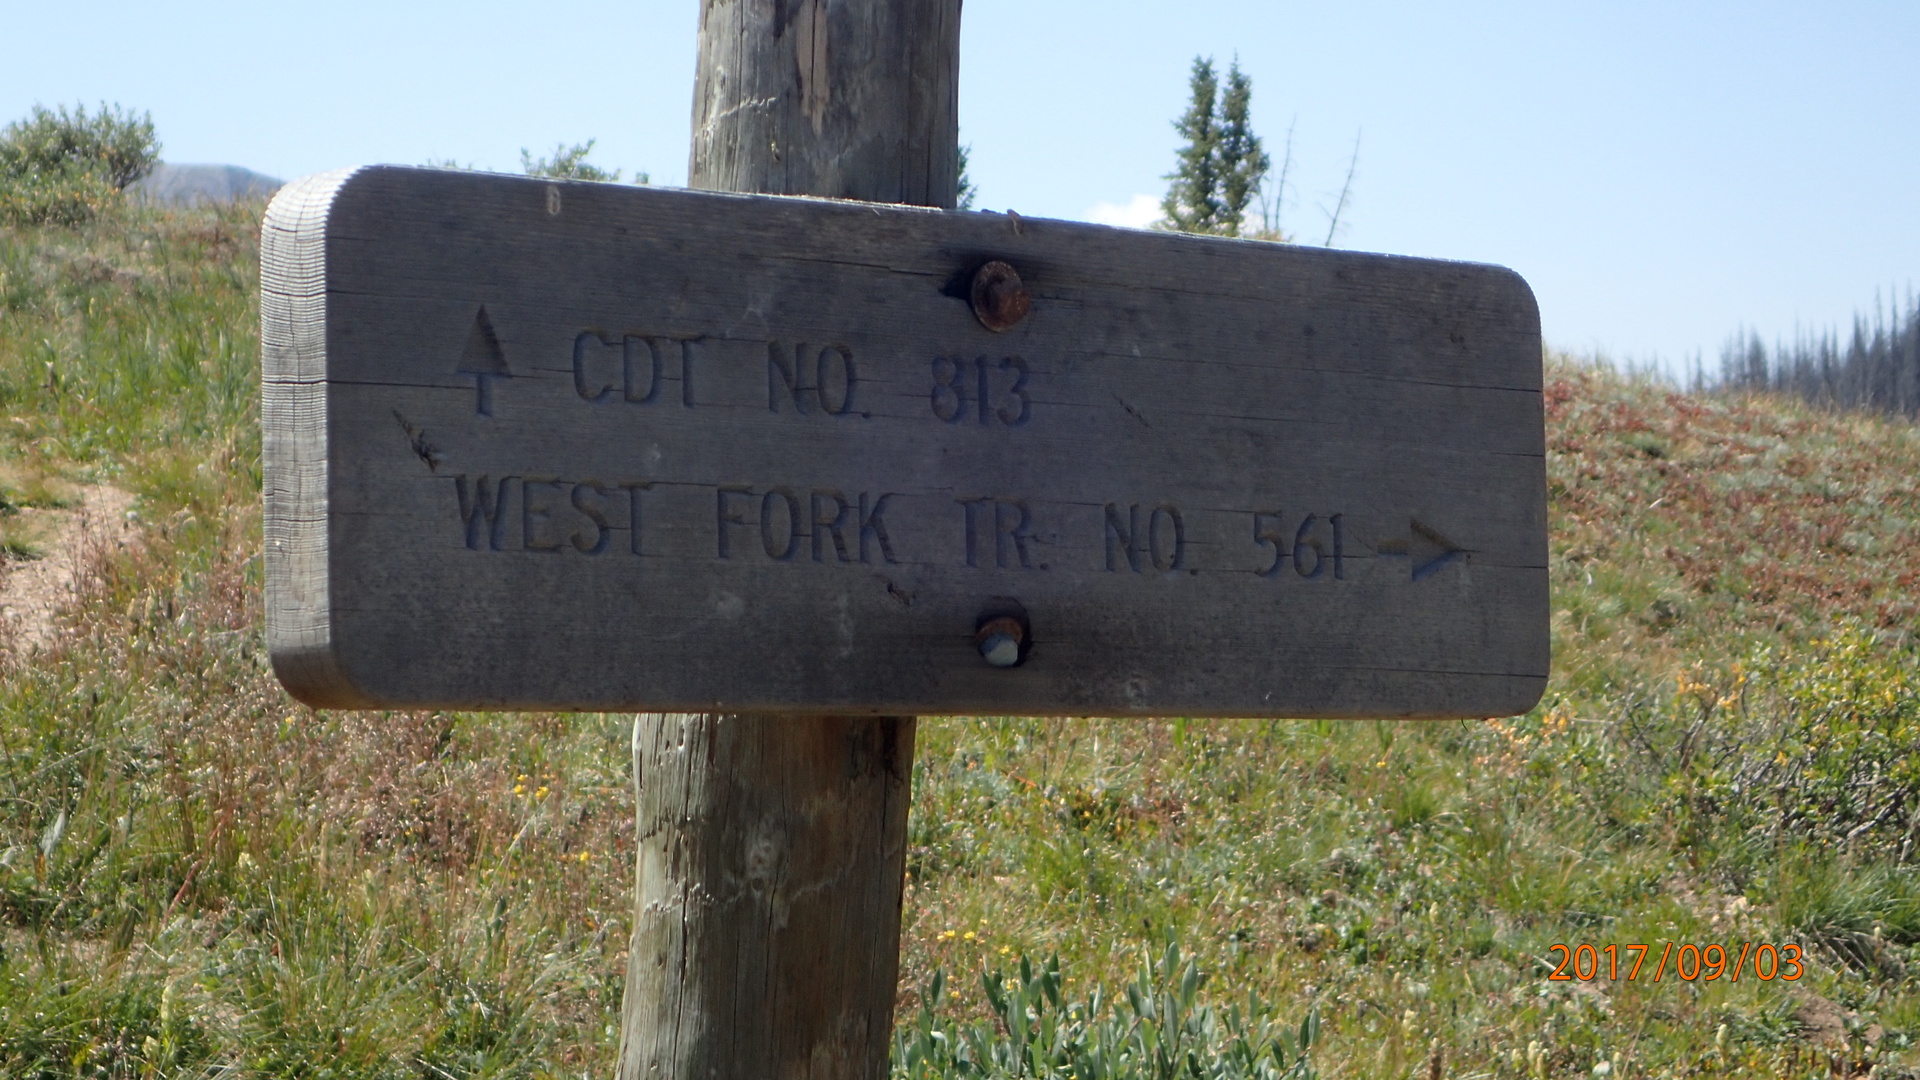 ↑ CDT NO. 813
WEST FORK TR. NO. 561 →
2017/09/03